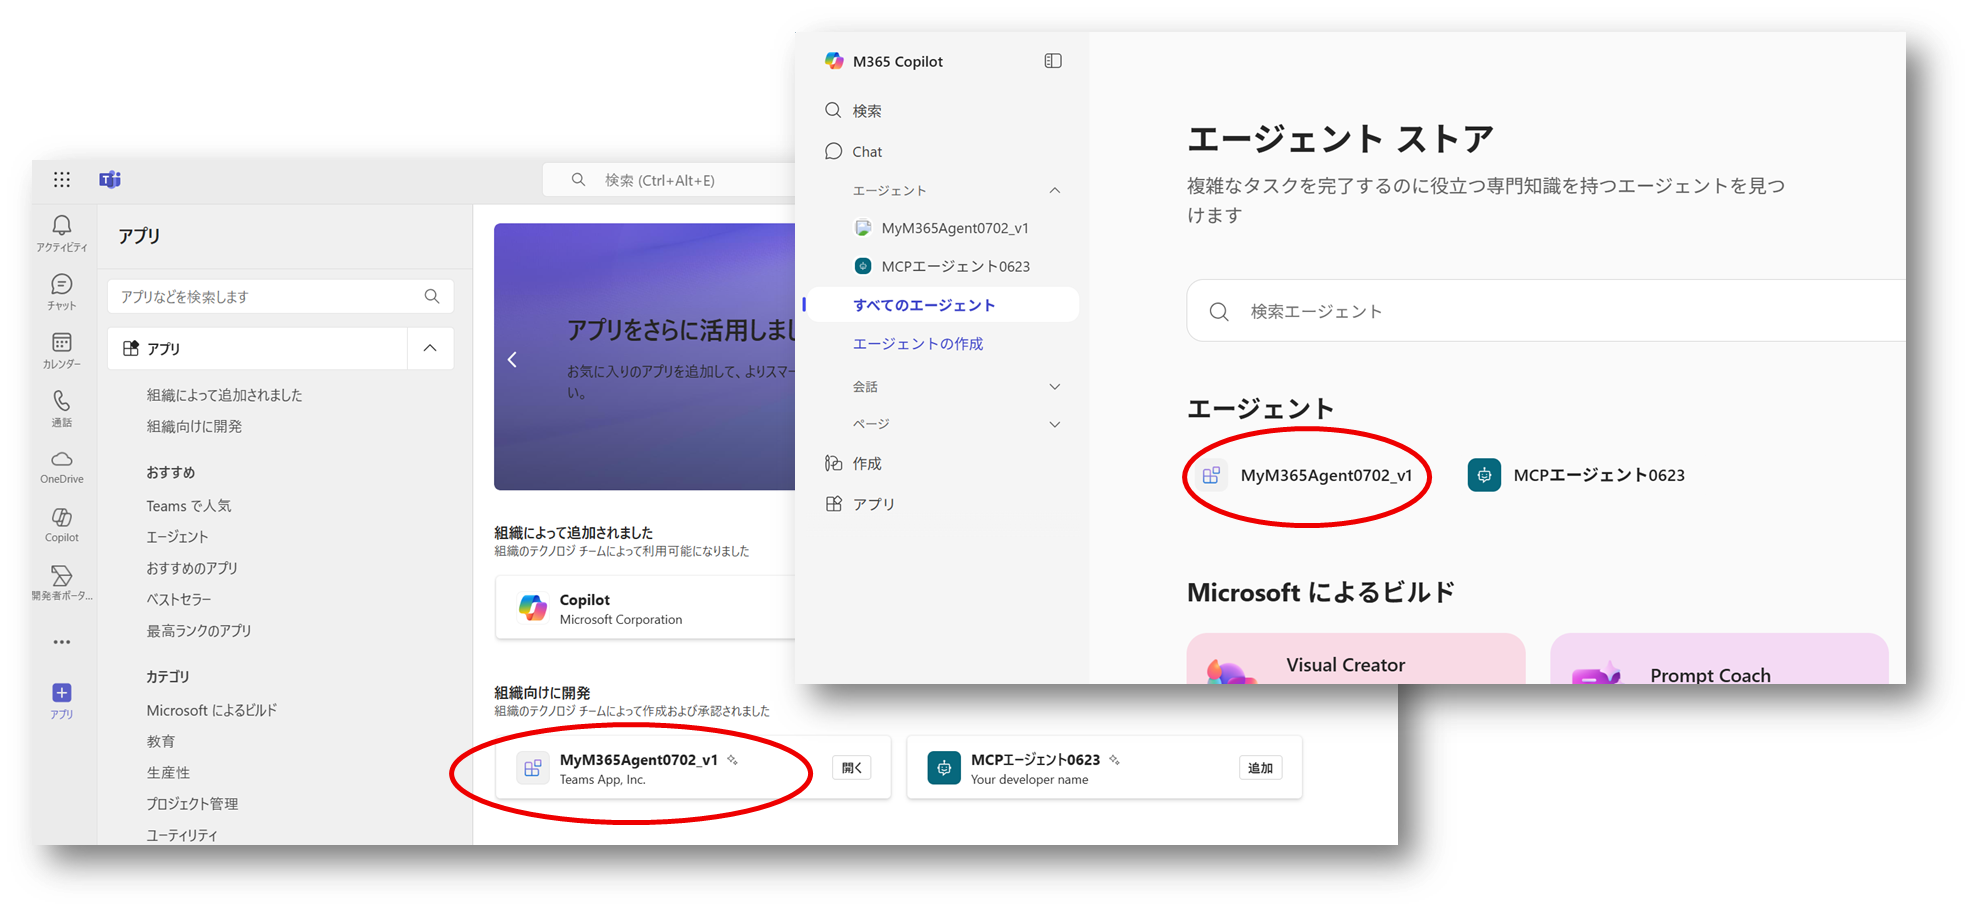 検索 (Ctrl+Alt+E)
アクティビティ
チャット
カレンダー
通話
OneDrive
Copilot
開発者ポータ...
アプリ
アプリ
アプリなどを検索します
アプリ
組織によって追加されました
組織向けに開発
おすすめ
Teams で人気
エージェント
おすすめのアプリ
ベストセラー
最高ランクのアプリ
カテゴリ
Microsoft によるビルド
教育
生産性
プロジェクト管理
ユーティリティ
アプリをさらに活用しまし
お気に入りのアプリを追加して、よりスマー
い。
組織によって追加されました
組織のテクノロジ チームによって利用可能になりました
Copilot
Microsoft Corporation
組織向けに開発
組織のテクノロジ チームによって作成および承認されました
MyM365Agent0702_v1
Teams App, Inc.
開く
MCPエージェント0623
Your developer name
追加
M365 Copilot
検索
Chat
エージェント
MyM365Agent0702_v1
MCPエージェント0623
すべてのエージェント
エージェントの作成
会話
ページ
作成
アプリ
エージェント ストア
複雑なタスクを完了するのに役立つ専門知識を持つエージェントを見つ
けます
検索エージェント
エージェント
MyM365Agent0702_v1
MCPエージェント0623
Microsoft によるビルド
Visual Creator
Prompt Coach